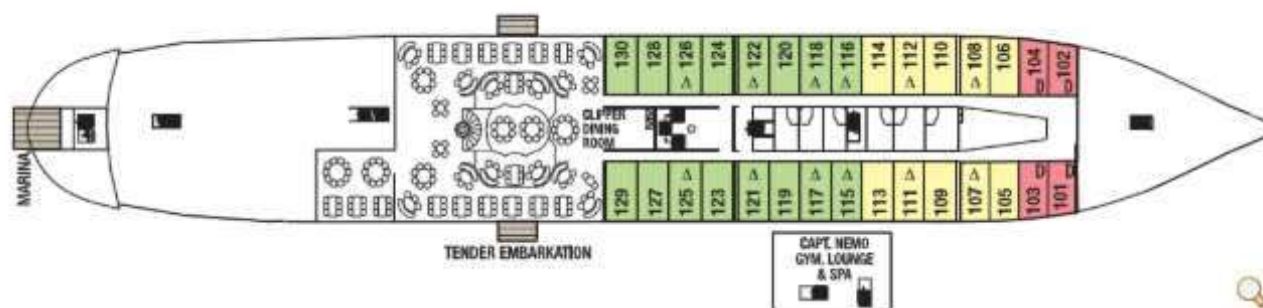 130 128 126 124 122 120 118 116 114 112 110 108 106 104 102
Δ Δ Δ Δ Δ Δ D D
CLIPPER
DINING
ROOM
MARINA
129 127 125 123 121 119 117 115 113 111 109 107 105 103 101
Δ Δ Δ Δ Δ Δ D D
TENDER EMBARKATION
CAPT. NEMO
GYM. LOUNGE
& SPA